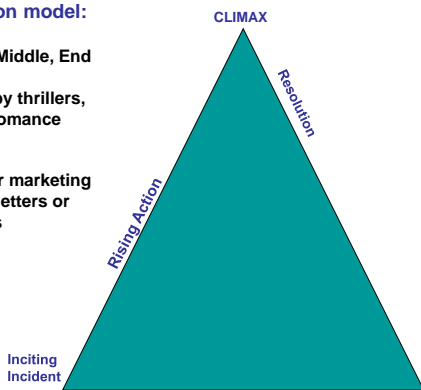 on model:
Middle, End
by thrillers,
omance
r marketing
etters or
s
CLIMAX
Resolution
Rising Action
Inciting
Incident